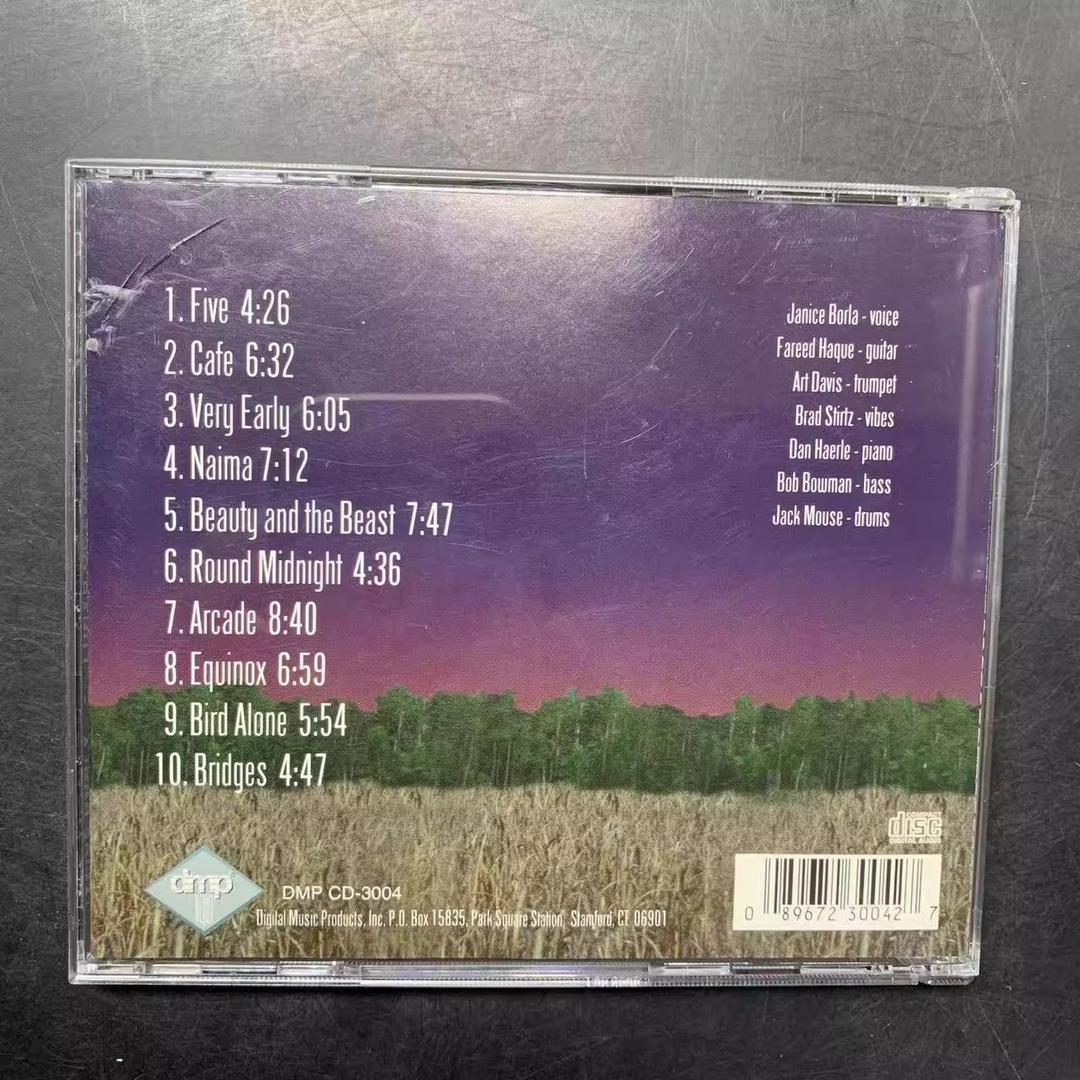 1. Five 4:26
2. Cafe 6:32
3. Very Early 6:05
4. Naima 7:12
5. Beauty and the Beast 7:47
6. Round Midnight 4:36
7. Arcade 8:40
8. Equinox 6:59
9. Bird Alone 5:54
10. Bridges 4:47
Janice Borla - voice
Fareed Haque - guitar
Art Davis - trumpet
Brad Stirtz - vibes
Dan Haerle - piano
Bob Bowman - bass
Jack Mouse - drums
COMPACT
disc
DIGITAL AUDIO
dmp
DMP CD-3004
Digital Music Products, Inc. P.O. Box 15835, Park Square Station, Stamford, CT 06901
0 89672 30042 7